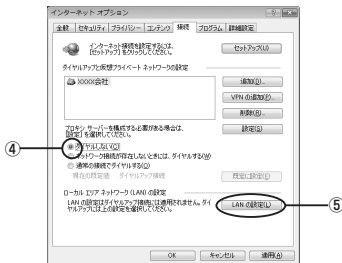 インターネット オプション
全般 セキュリティ プライバシー コンテンツ 接続 プログラム 詳細設定
インターネット接続を設定するには、
[セットアップ]をクリックしてください。
セットアップ(U)
ダイヤルアップと仮想プライベート ネットワークの設定
XXXX会社
追加(D)...
VPN の追加(P)...
削除(R)...
プロキシ サーバーを構成する必要がある場合は、
[設定]を選択してください。
設定(S)
④
ダイヤルしない(C)
ネットワーク接続が存在しないときには、ダイヤルする(W)
通常の接続でダイヤルする(O)
現在の既定値 ダイヤルアップ接続
既定に設定(E)
ローカル エリア ネットワーク (LAN) の設定
LAN の設定はダイヤルアップ接続には適用されません。ダイ
ヤルアップには上の設定を選択してください。
LAN の設定(L)
⑤
OK キャンセル 適用(A)